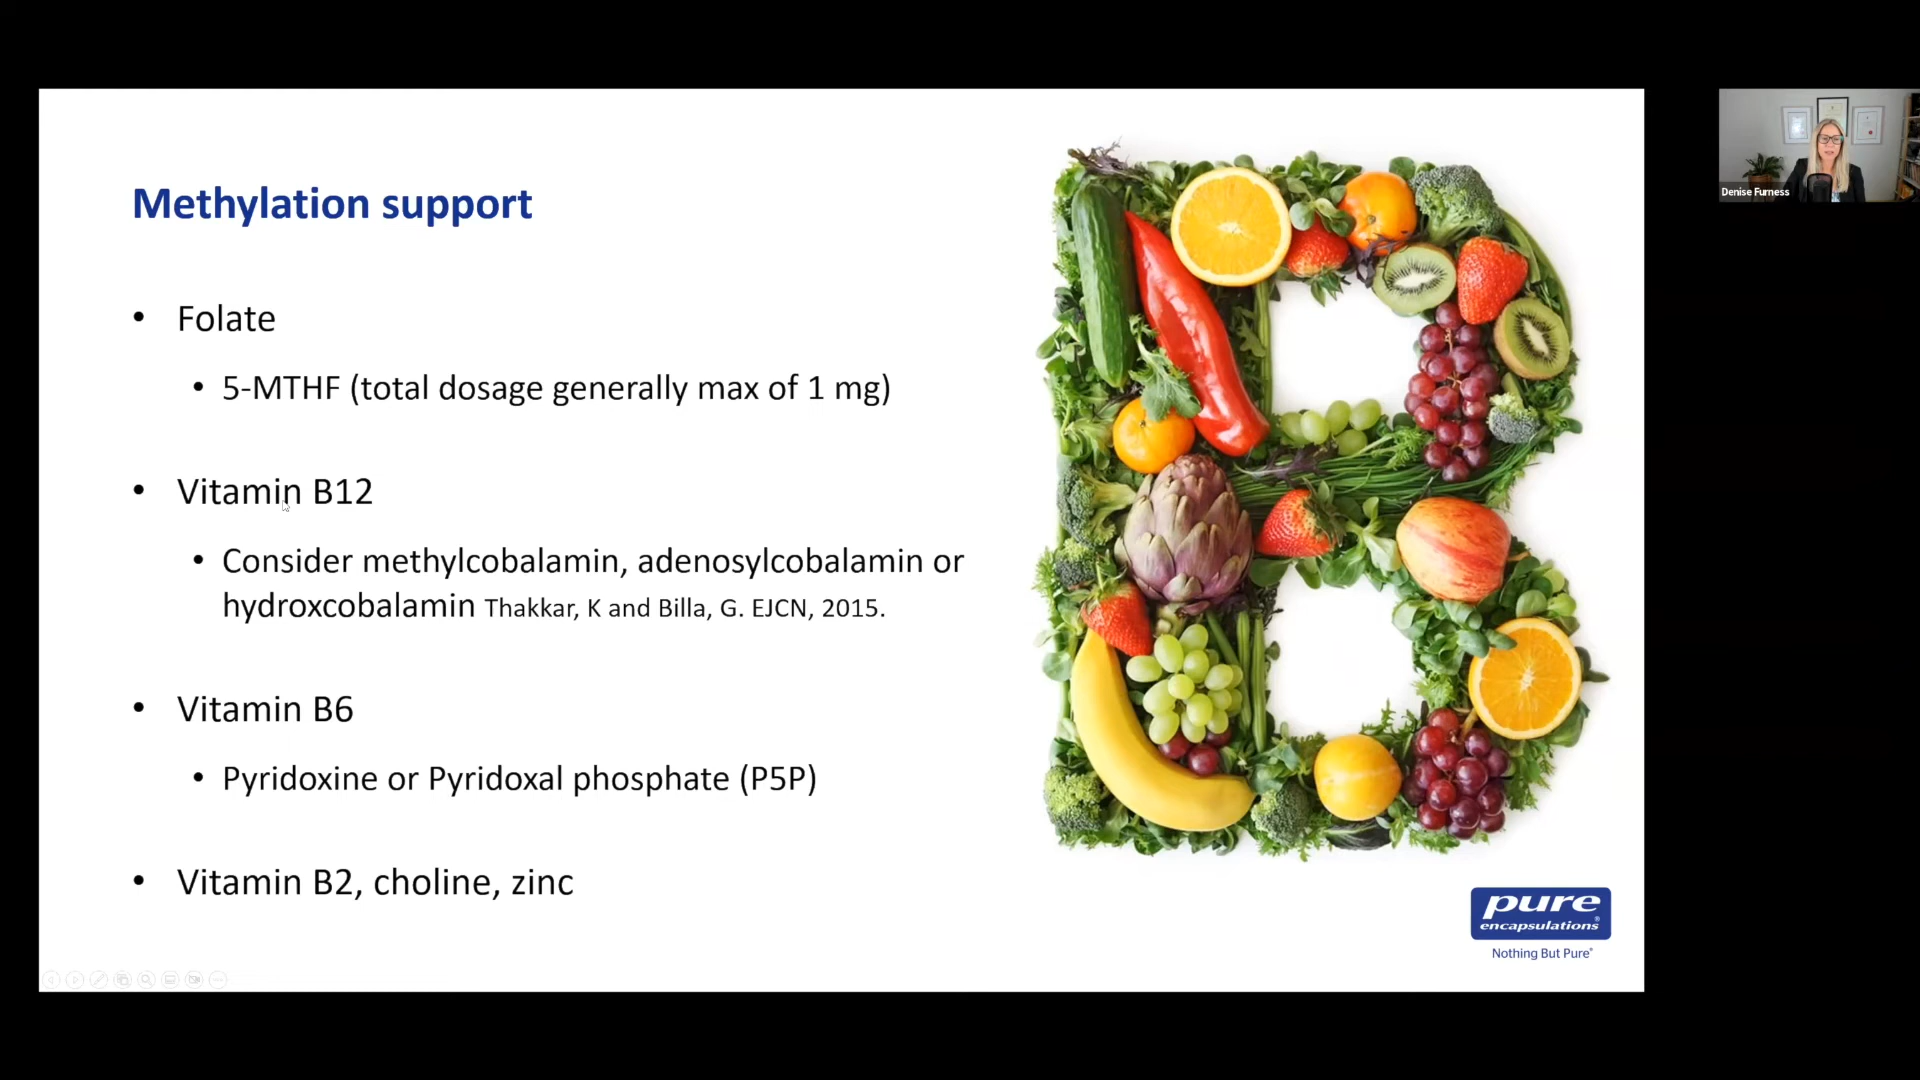 Methylation support
• Folate
• 5-MTHF (total dosage generally max of 1 mg)
• Vitamin B12
• Consider methylcobalamin, adenosylcobalamin or
hydroxcobalamin Thakkar, K and Billa, G. EJCN, 2015.
• Vitamin B6
• Pyridoxine or Pyridoxal phosphate (P5P)
• Vitamin B2, choline, zinc
pure
encapsulations®
Nothing But Pure®
Denise Furness